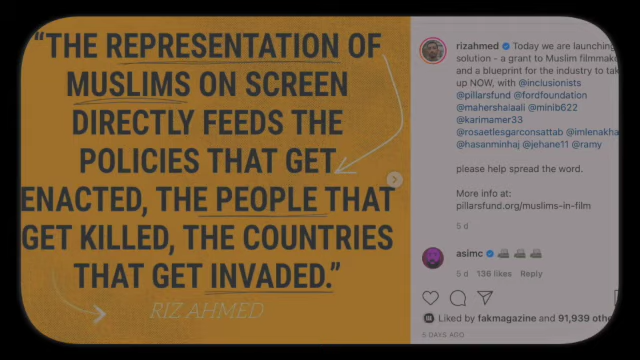 “THE REPRESENTATION OF
MUSLIMS ON SCREEN
DIRECTLY FEEDS THE
POLICIES THAT GET
ENACTED, THE PEOPLE THAT
GET KILLED, THE COUNTRIES
THAT GET INVADED.”
RIZ AHMED
rizahmed Today we are launching
solution - a grant to Muslim
and a blueprint for the industry to
up NOW, with @inclusionists
@pillarsfund @fordfoundation
@mahershalaali @minib622
@karimamer33
@rosaetlesgarconsattab @imlenakha
@hasanminhaj @jehane11 @ramy
please help spread the word.
More info at:
pillarsfund.org/muslims-in-film
5 d
asimc
5 d 136 likes Reply
Liked by fakmagazine and 91,939
5 DAYS AGO